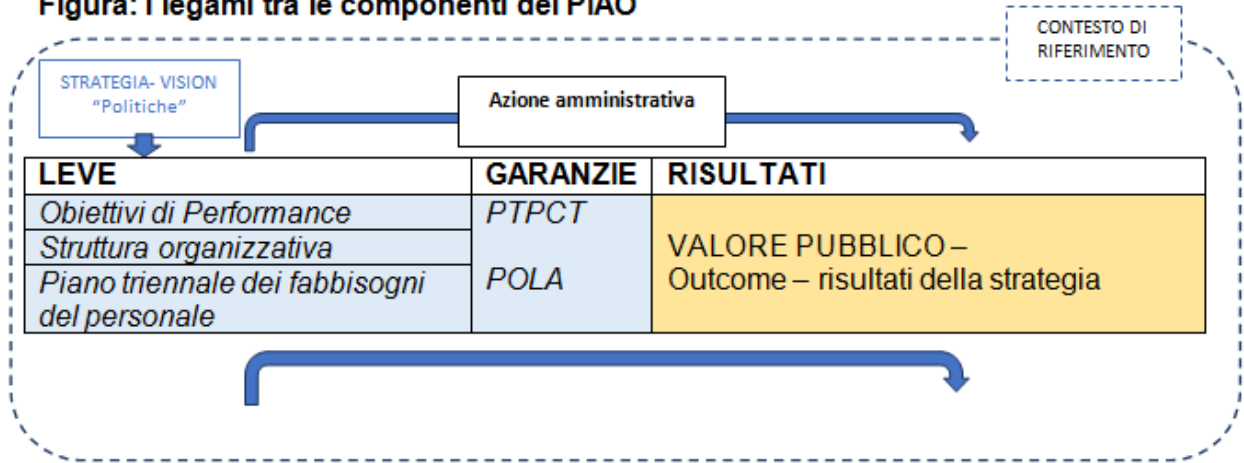 Figura: i legami tra le componenti del PIAO
CONTESTO DI
RIFERIMENTO
STRATEGIA- VISION
“Politiche”
Azione amministrativa
LEVE GARANZIE RISULTATI
Obiettivi di Performance PTPCT
Struttura organizzativa
VALORE PUBBLICO –
Piano triennale dei fabbisogni POLA Outcome – risultati della strategia
del personale